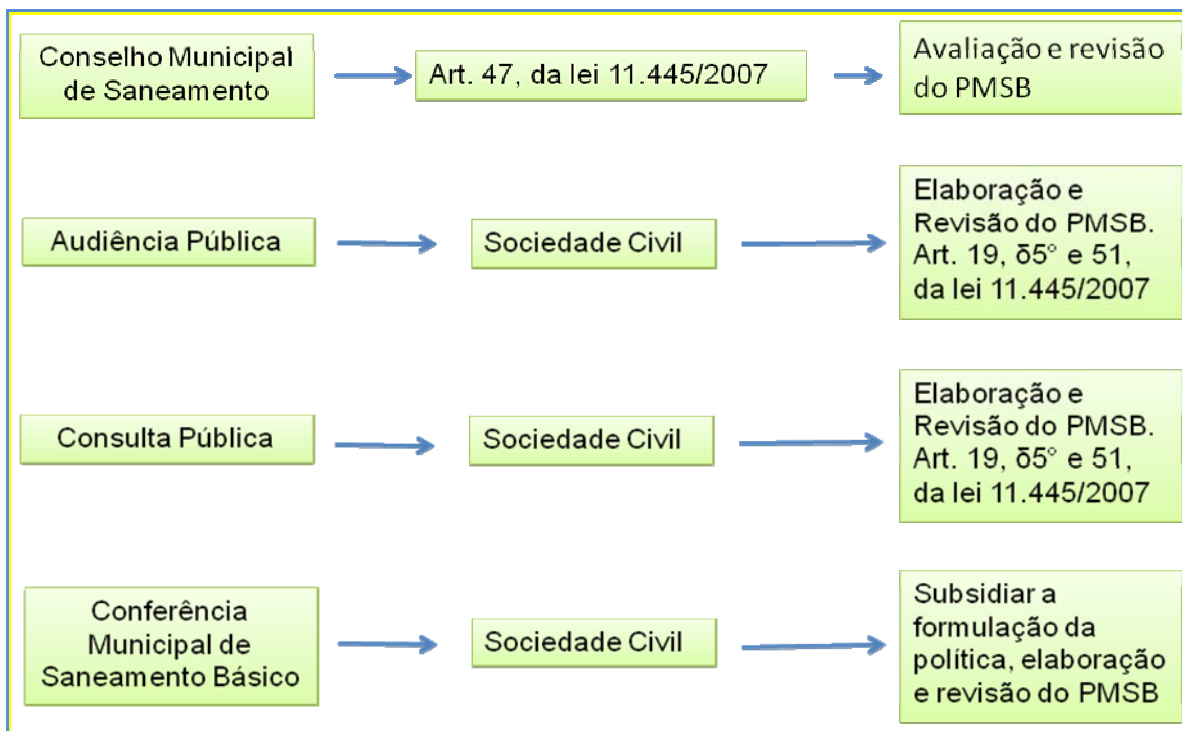 Conselho Municipal
de Saneamento
Art. 47, da lei 11.445/2007
Avaliação e revisão
do PMSB
Audiência Pública
Sociedade Civil
Elaboração e
Revisão do PMSB.
Art. 19, δ5° e 51,
da lei 11.445/2007
Consulta Pública
Sociedade Civil
Elaboração e
Revisão do PMSB.
Art. 19, δ5° e 51,
da lei 11.445/2007
Conferência
Municipal de
Saneamento Básico
Sociedade Civil
Subsidiar a
formulação da
política, elaboração
e revisão do PMSB